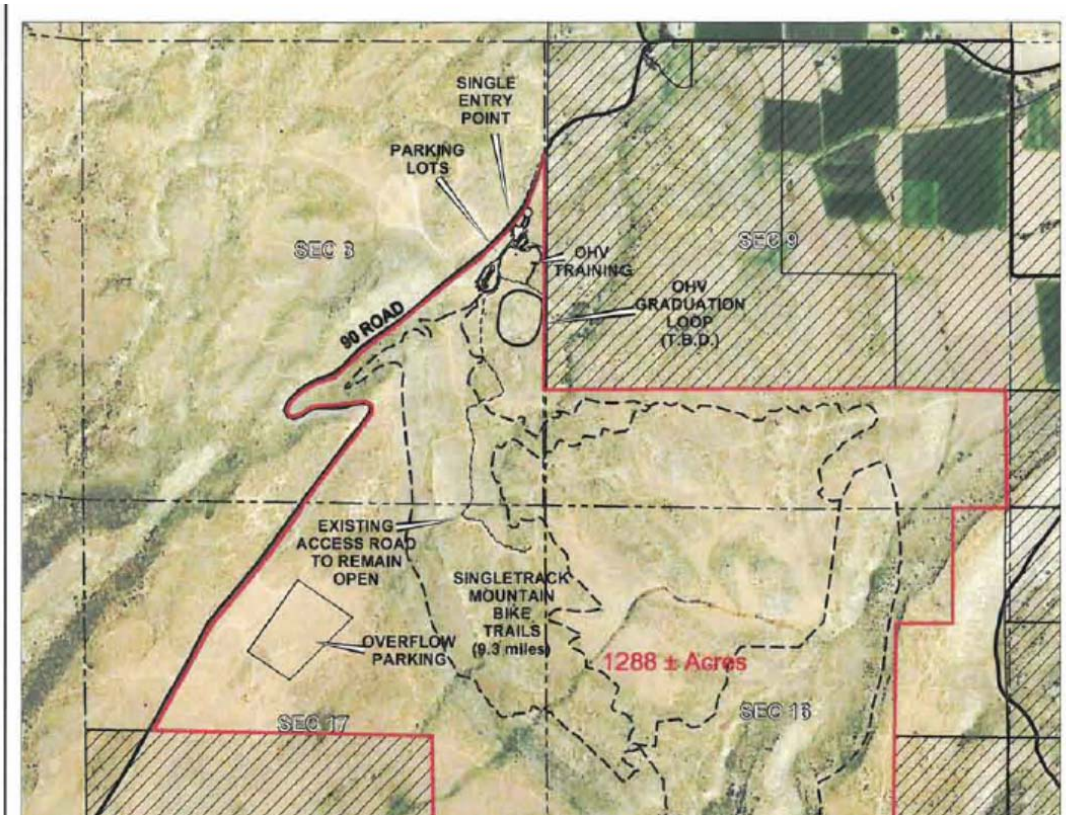 SINGLE
ENTRY
POINT
PARKING
LOTS
SEC 8
SEC 9
OHV
TRAINING
OHV
GRADUATION
LOOP
(T.B.D.)
90 ROAD
EXISTING
ACCESS ROAD
TO REMAIN
OPEN
SINGLETRACK
MOUNTAIN
BIKE
TRAILS
(9.3 miles)
OVERFLOW
PARKING
1288 ± Acres
SEC 17
SEC 16